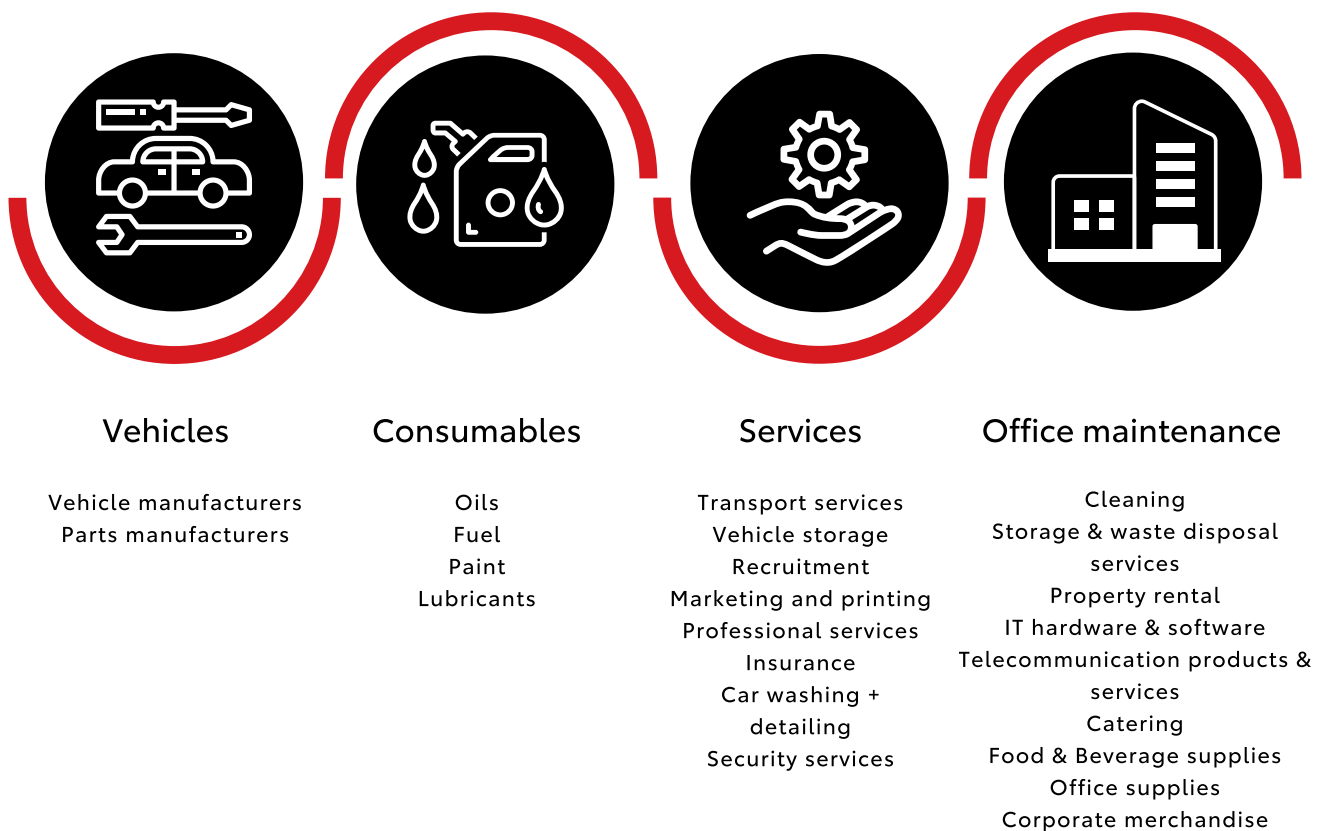 Vehicles
Vehicle manufacturers
Parts manufacturers
Consumables
Oils
Fuel
Paint
Lubricants
Services
Transport services
Vehicle storage
Recruitment
Marketing and printing
Professional services
Insurance
Car washing +
detailing
Security services
Office maintenance
Cleaning
Storage & waste disposal
services
Property rental
IT hardware & software
Telecommunication products &
services
Catering
Food & Beverage supplies
Office supplies
Corporate merchandise